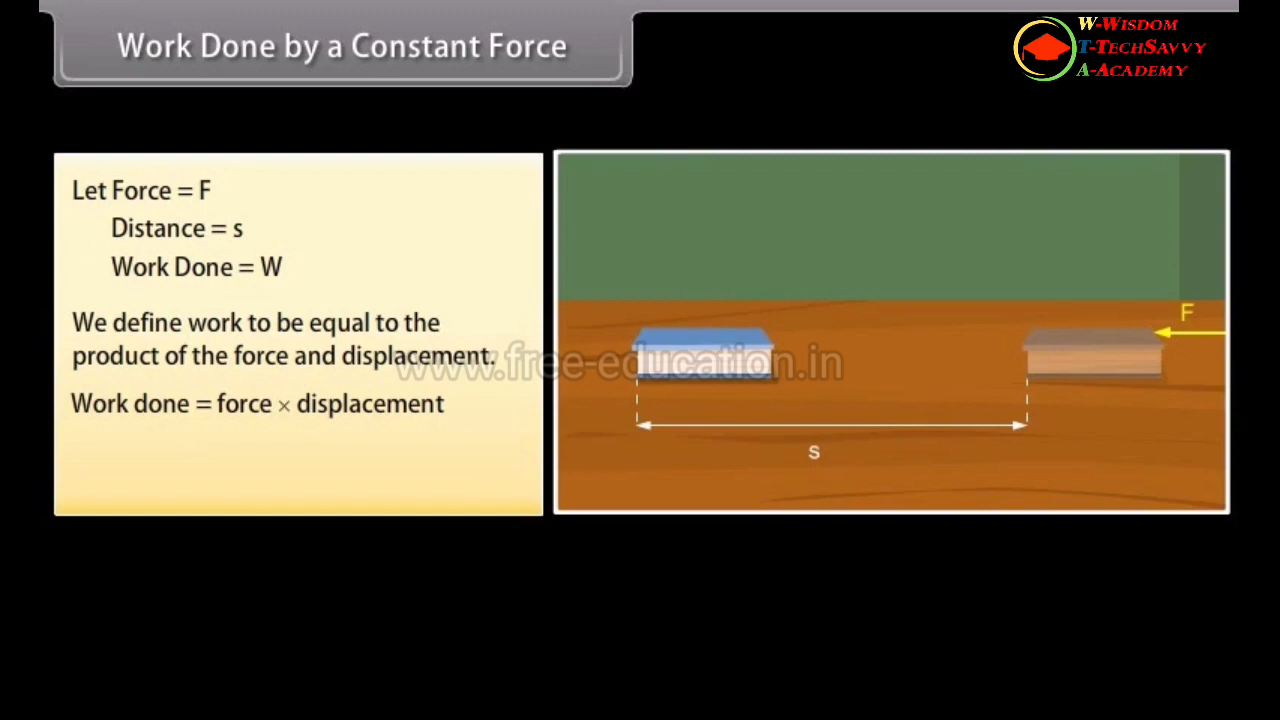 Work Done by a Constant Force
W-Wisdom
T-TechSavvy
A-Academy
Let Force = F
Distance = s
Work Done = W
We define work to be equal to the
product of the force and displacement.
Work done = force × displacement
www.free-education.in
F
s